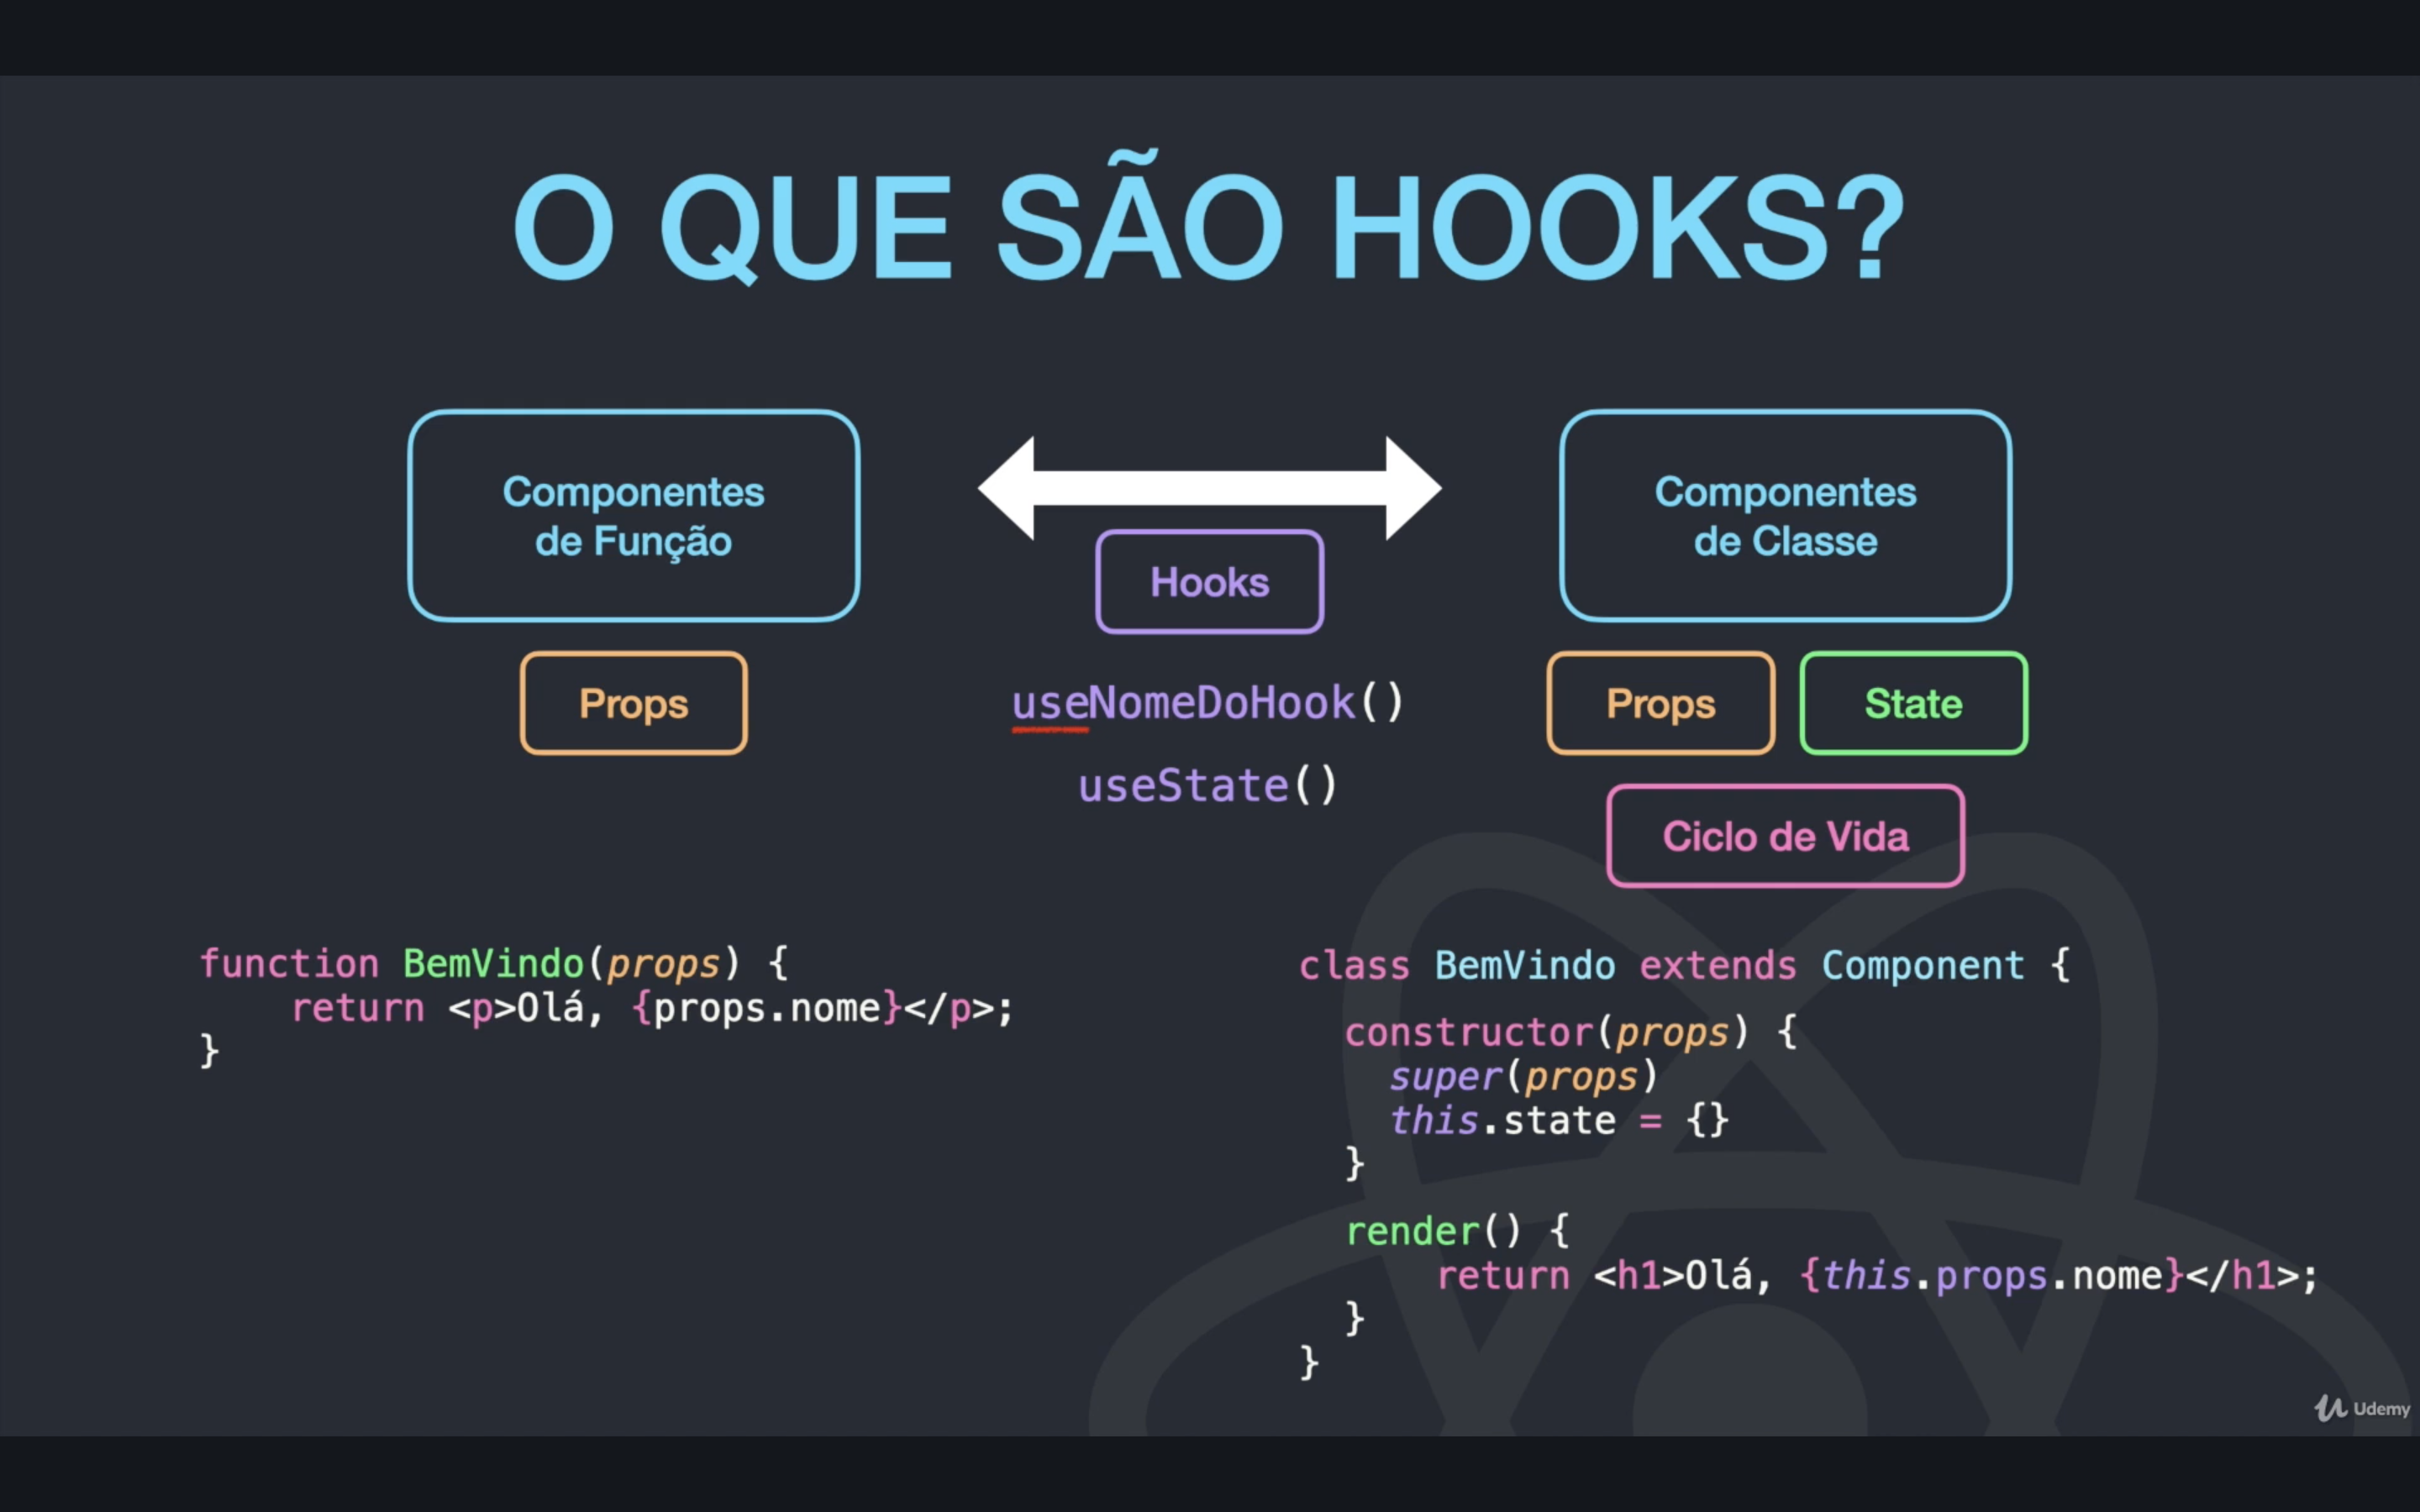 O QUE SÃO HOOKS?
Componentes
de Função
Props
Hooks
useNomeDoHook()
useState()
Componentes
de Classe
Props
State
Ciclo de Vida
function BemVindo(props) {
    return <p>Olá, {props.nome}</p>;
}
class BemVindo extends Component {
  constructor(props) {
    super(props)
    this.state = {}
  }
  render() {
      return <h1>Olá, {this.props.nome}</h1>;
  }
}
Udemy